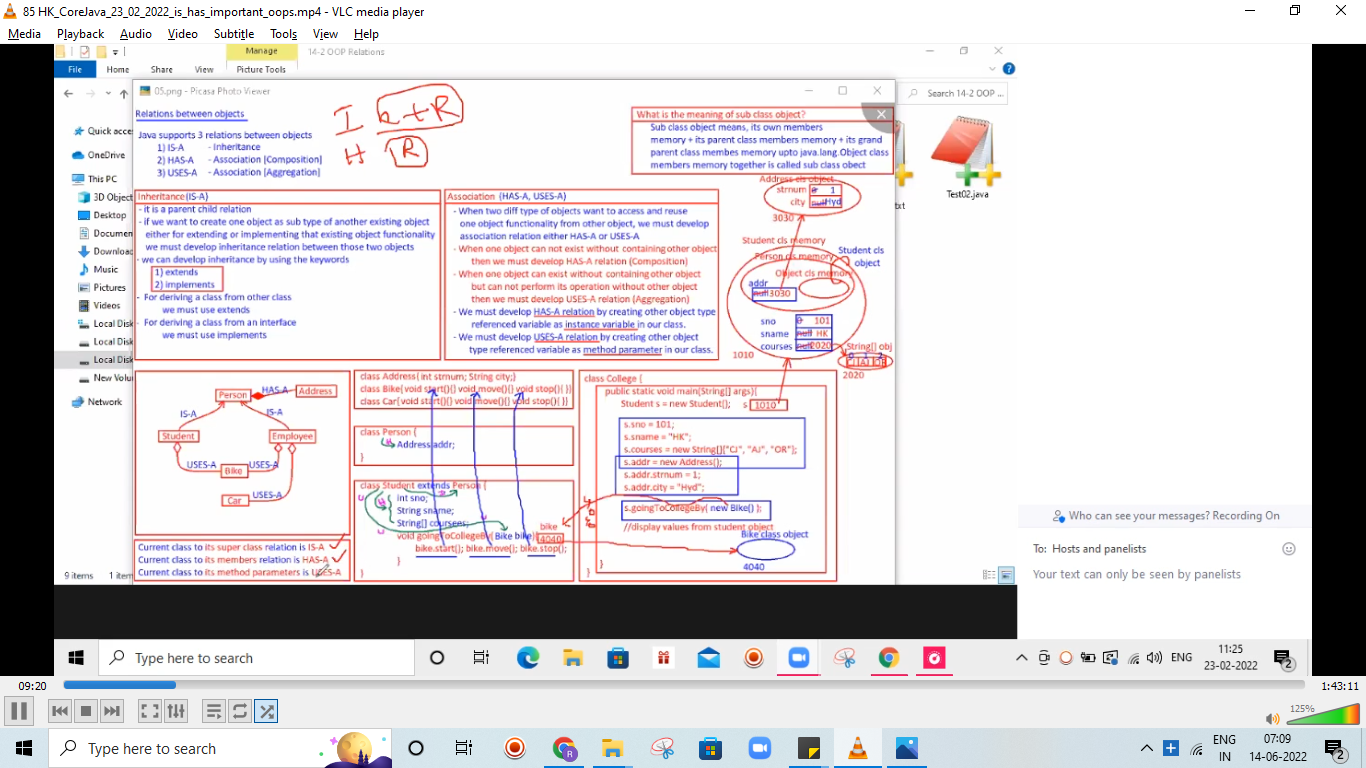 85 HK_CoreJava_23_02_2022_is_has_important_oops.mp4 - VLC media player
Media Playback Audio Video Subtitle Tools View Help
Manage
14-2 OOP Relations
File Home Share View Picture Tools
05.png - Picasa Photo Viewer
Search 14-2 OOP ...
Quick acce
OneDrive
This PC
3D Object
Desktop
Documen
Downloac
Music
Pictures
Videos
Local Disk
Local Disk
Local Disk
New Volu
Network
9 items 1 item
Test02.java
txt
Relations between objects
Java supports 3 relations between objects
1) IS-A - Inheritance
2) HAS-A - Association [Composition]
3) USES-A - Association [Aggregation]
I
R
H R
What is the meaning of sub class object?
Sub class object means, its own members
memory + its parent class members memory + its grand
parent class membes memory upto java.lang.Object class
members memory together is called sub class obect
Inheritance(IS-A)
- it is a parent child relation
- if we want to create one object as sub type of another existing object
either for extending or implementing that existing object functionality
we must develop inheritance relation between those two objects
- we can develop inheritance by using the keywords
1) extends
2) implements
- For deriving a class from other class
we must use extends
- For deriving a class from an interface
we must use implements
Association (HAS-A, USES-A)
- When two diff type of objects want to access and reuse
one object functionality from other object, we must develop
association relation either HAS-A or USES-A
- When one object can not exist without containing other object
then we must develop HAS-A relation (Composition)
- When one object can exist without containing other object
but can not perform its operation without other object
then we must develop USES-A relation (Aggregation)
- We must develop HAS-A relation by creating other object type
referenced variable as instance variable in our class.
- We must develop USES-A relation by creating other object
type referenced variable as method parameter in our class.
Address cls object
strnum 0 1
city null Hyd
3030
Student cls memory
Person cls memory
Object cls memory
Student cls
object
addr
null 3030
sno 0 101
sname null HK
courses null 2020
1010
String[] obj
0 1 2
CJ AJ OR
2020
Person HAS-A Address
IS-A IS-A
Student Employee
USES-A Bike USES-A
Car USES-A
Current class to its super class relation is IS-A
Current class to its members relation is HAS-A
Current class to its method parameters is USES-A
class Address{ int strnum; String city;}
class Bike{ void start(){} void move(){} void stop(){ }}
class Car{ void start(){} void move(){} void stop(){ }}
class Person {
Address addr;
}
class Student extends Person {
int sno;
String sname;
String[] coursees;
void goingToCollegeBy( Bike bike){
bike.start(); bike.move(); bike.stop();
}
}
bike
4040
class College {
public static void main(String[] args){
Student s = new Student(); s 1010
s.sno = 101;
s.sname = "HK";
s.courses = new String[]{"CJ", "AJ", "OR"};
s.addr = new Address();
s.addr.strnum = 1;
s.addr.city = "Hyd";
s.goingToCollegeBy( new Bike() );
//display values from student object
}
}
Bike class object
4040
Who can see your messages? Recording On
To: Hosts and panelists
Your text can only be seen by panelists
Type here to search
ENG
11:25
23-02-2022
2
09:20
1:43:11
125%
Type here to search
ENG
IN
07:09
14-06-2022
2